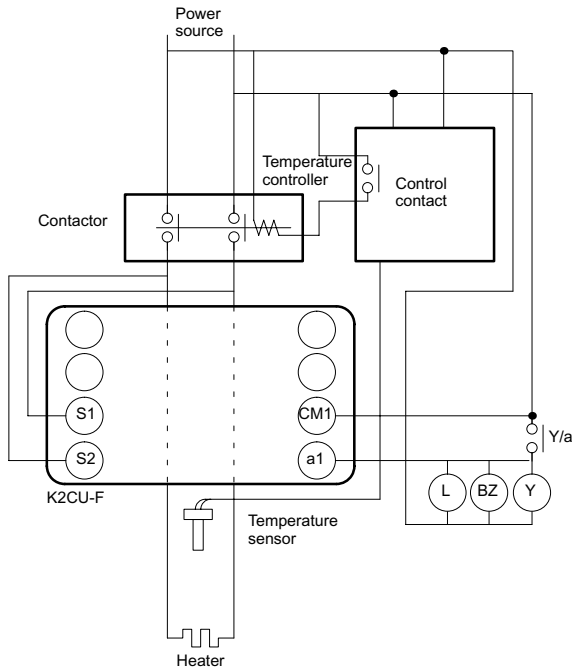 Power
source
Temperature
controller
Control
contact
Contactor
S1
CM1
Y/a
S2
a1
L
BZ
Y
K2CU-F
Temperature
sensor
Heater